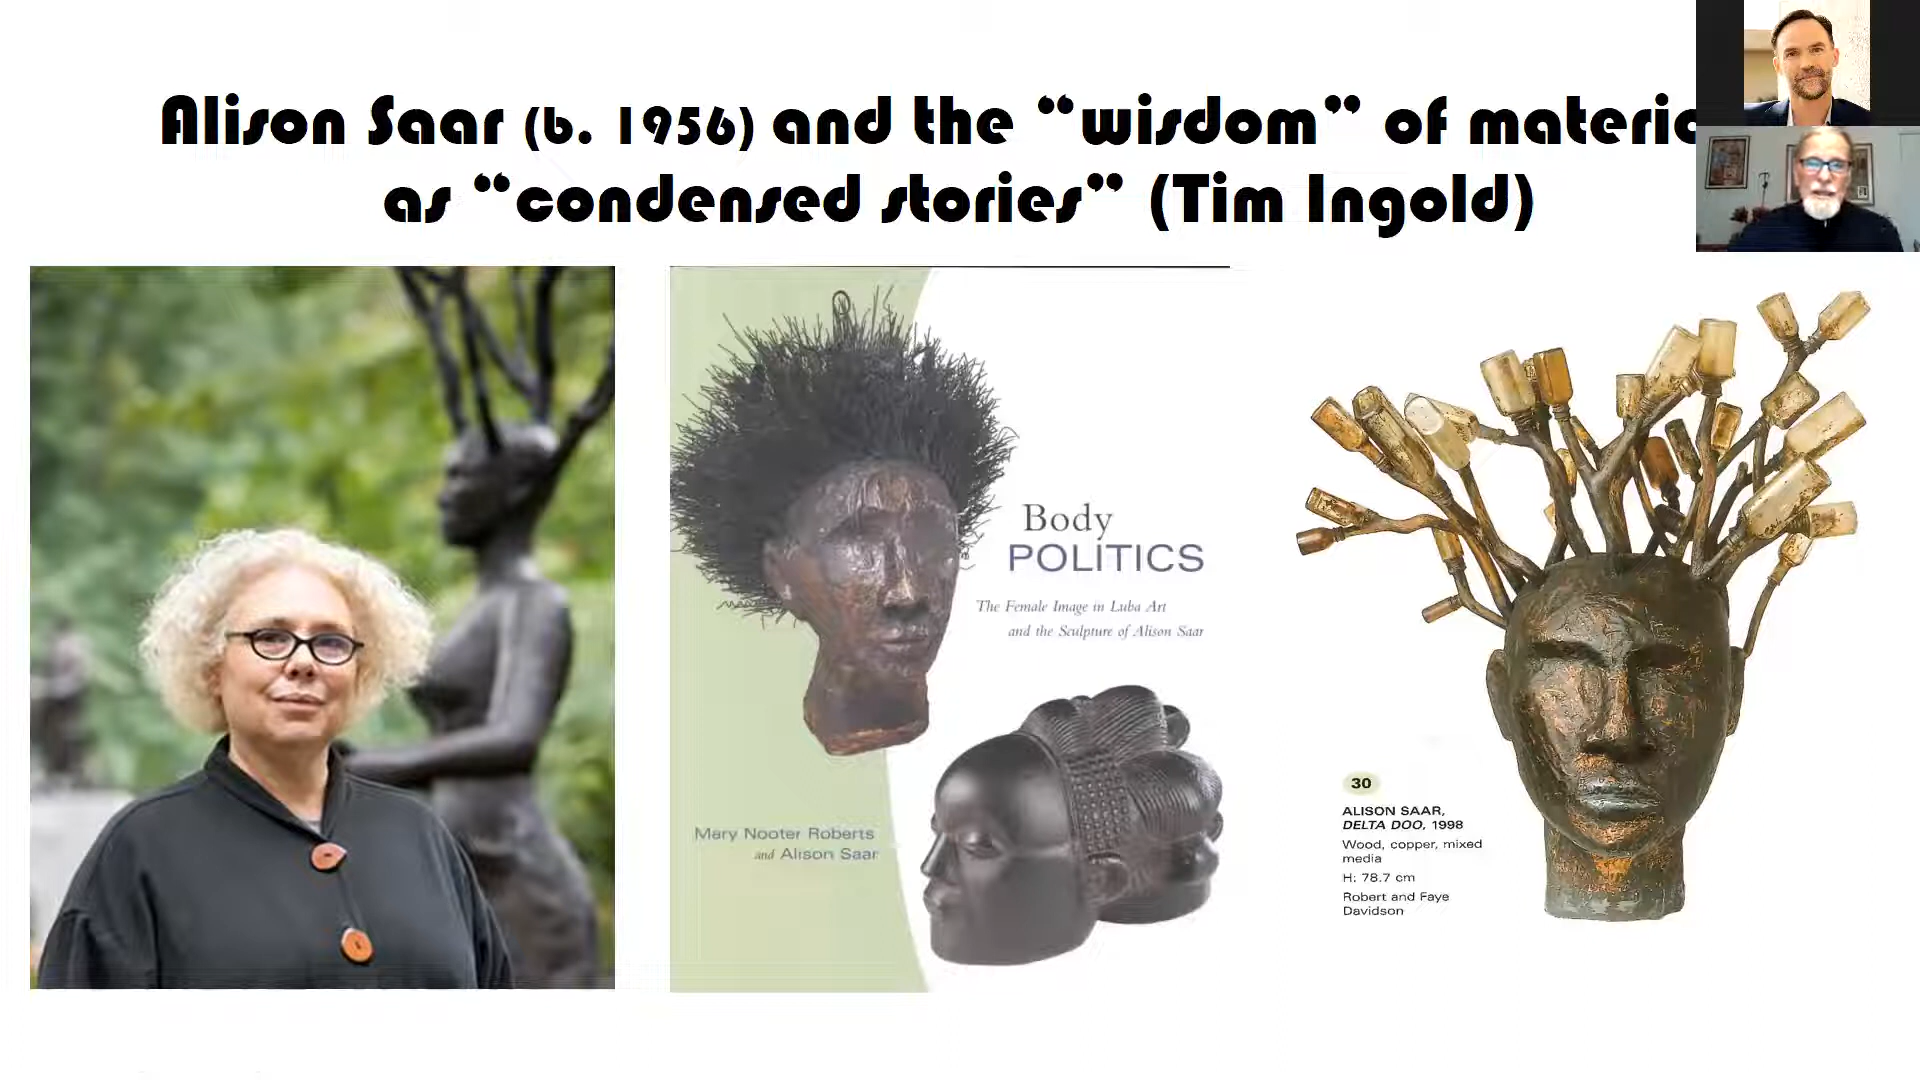 Alison Saar (b. 1956) and the “wisdom” of
as “condensed stories” (Tim Ingold)
Body
POLITICS
The Female Image in Luba Art
and the Sculpture of Alison Saar
Mary Nooter Roberts
and Alison Saar
30
ALISON SAAR,
DELTA DOO, 1998
Wood, copper, mixed
media
H: 78.7 cm
Robert and Faye
Davidson